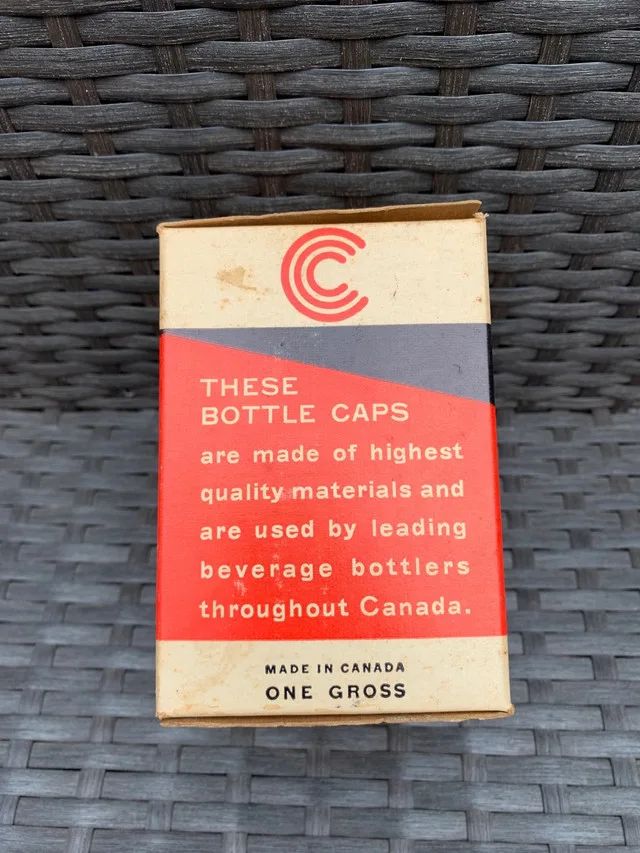 THESE
BOTTLE CAPS
are made of highest
quality materials and
are used by leading
beverage bottlers
throughout Canada.
MADE IN CANADA
ONE GROSS